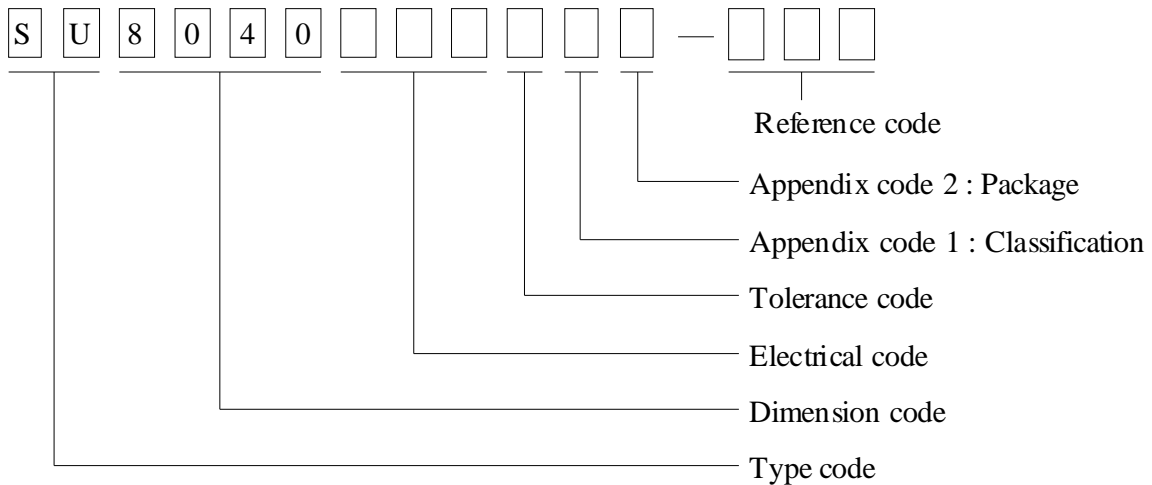 S U 8 0 4 0 —
Reference code
Appendix code 2 : Package
Appendix code 1 : Classification
Tolerance code
Electrical code
Dimension code
Type code